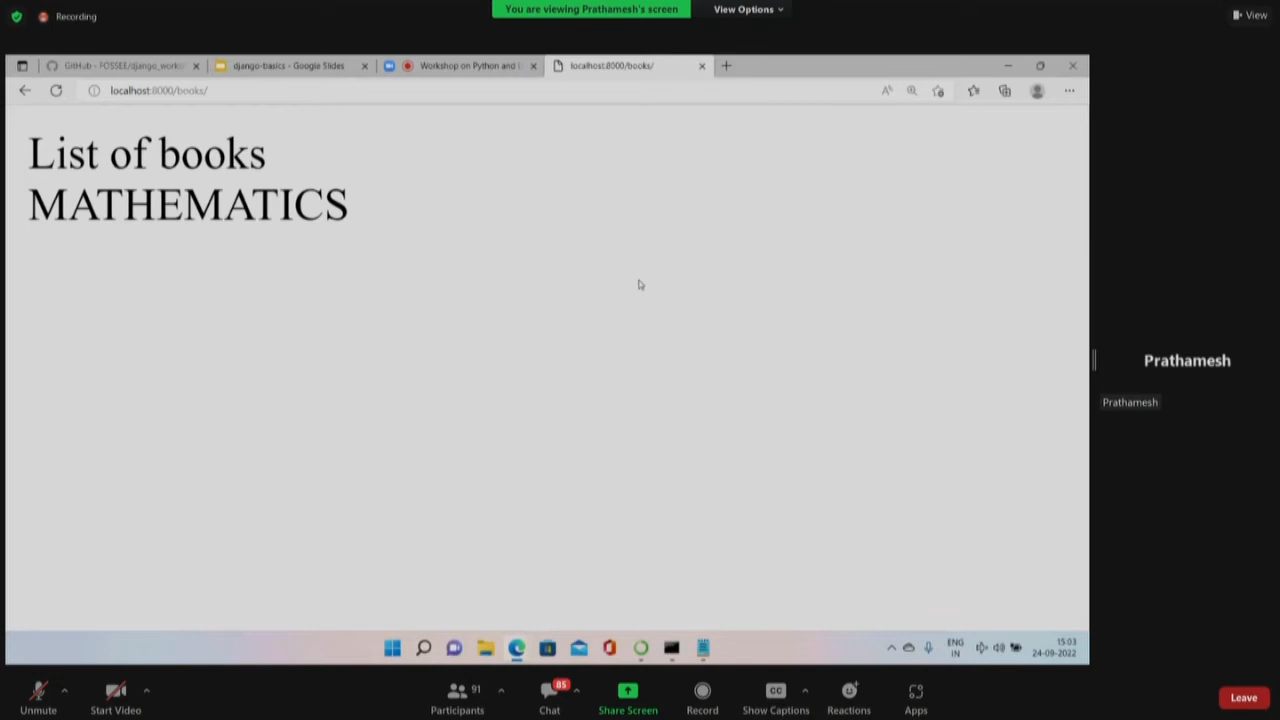 Recording
You are viewing Prathamesh's screen
View Options
View
GitHub - FOSSEE/django_works
django-basics - Google Slides
Workshop on Python and
localhost:8000/books/
localhost:8000/books/
List of books
MATHEMATICS
Prathamesh
Prathamesh
ENG
IN
15:03
24-09-2022
Unmute
Start Video
91
Participants
85
Chat
Share Screen
Record
CC
Show Captions
Reactions
Apps
Leave